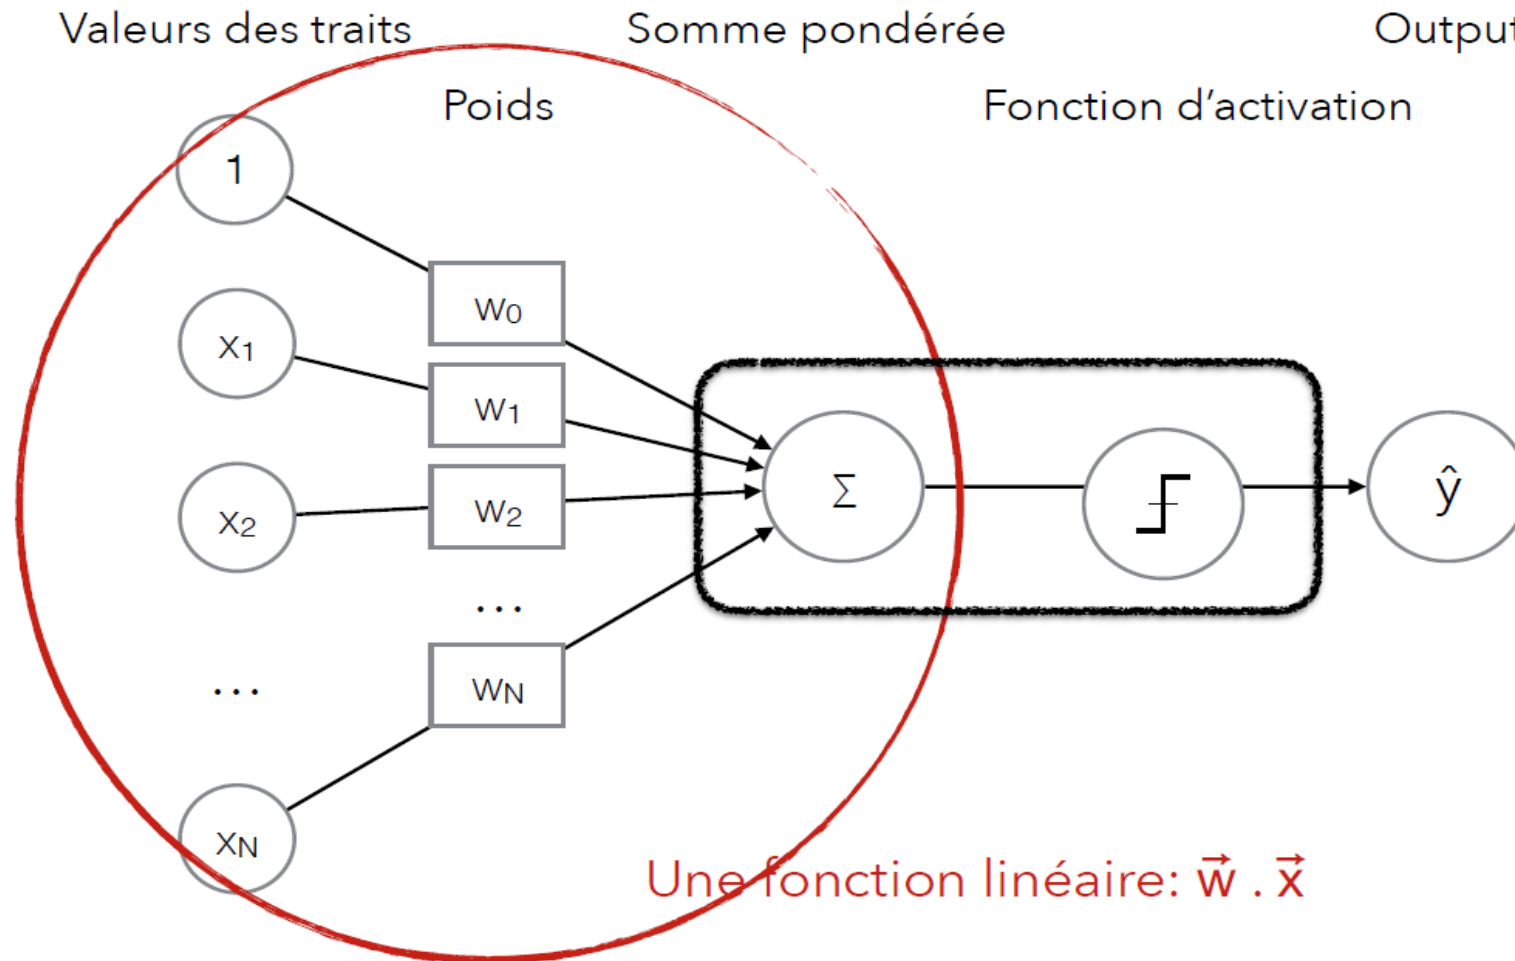 Valeurs des traits
Somme pondérée
Output
Poids
Fonction d'activation
1
w0
x1
w1
x2
w2
Σ
ŷ
...
...
wN
xN
Une fonction linéaire: w⃗ . x⃗